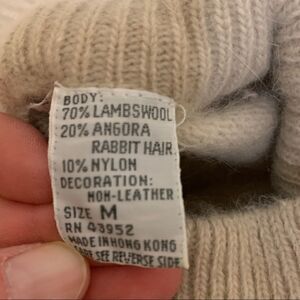 BODY:
70% LAMBSWOOL
20% ANGORA
RABBIT HAIR
10% NYLON
DECORATION:
NON-LEATHER
SIZE M
RN 43952
MADE IN HONG KONG
CARE SEE REVERSE SIDE